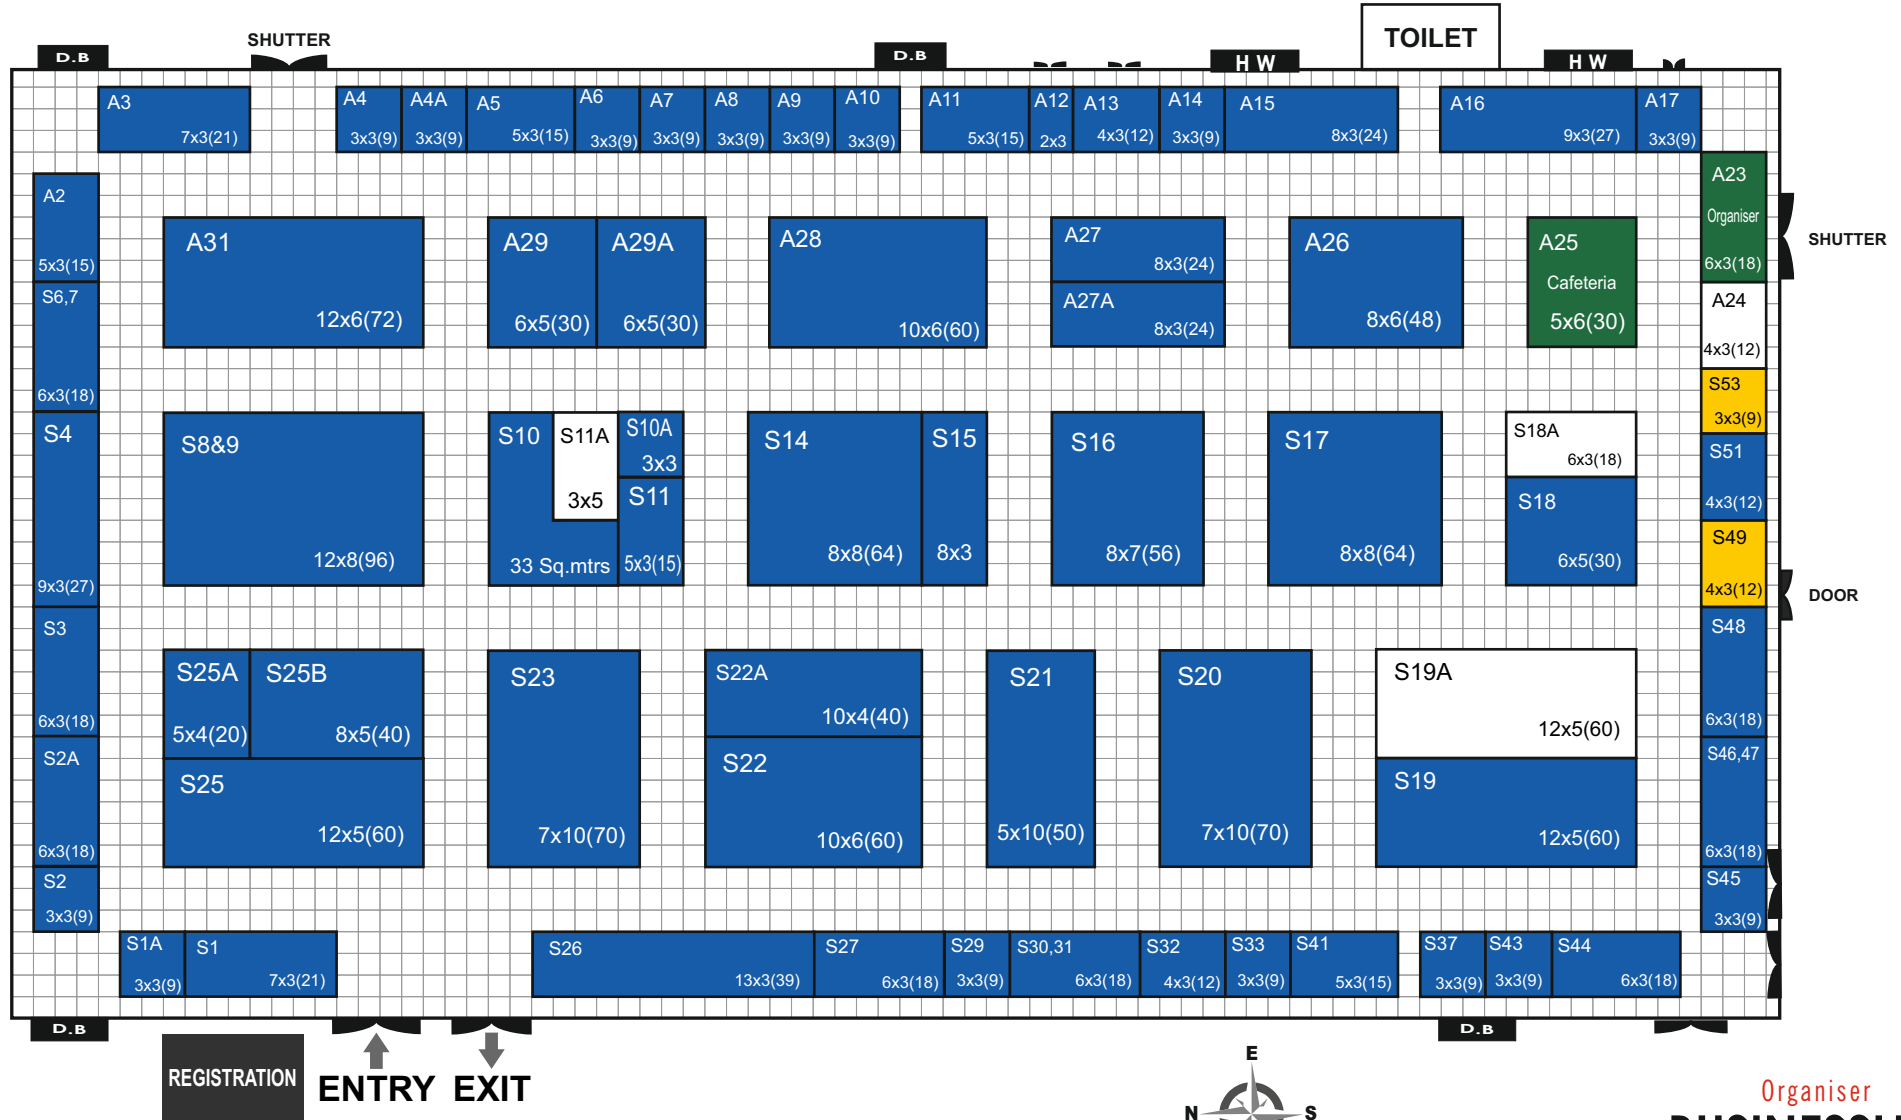 TOILET
SHUTTER
D.B
D.B
H W
H W
A3
7x3(21)
A4
3x3(9)
A4A
3x3(9)
A5
5x3(15)
A6
3x3(9)
A7
3x3(9)
A8
3x3(9)
A9
3x3(9)
A10
3x3(9)
A11
5x3(15)
A12
2x3
A13
4x3(12)
A14
3x3(9)
A15
8x3(24)
A16
9x3(27)
A17
3x3(9)
A2
5x3(15)
A31
12x6(72)
A29
6x5(30)
A29A
6x5(30)
A28
10x6(60)
A27
8x3(24)
A27A
8x3(24)
A26
8x6(48)
A25
Cafeteria
5x6(30)
A23
Organiser
6x3(18)
SHUTTER
S6,7
6x3(18)
A24
4x3(12)
S53
3x3(9)
S4
9x3(27)
S8&9
12x8(96)
S10
33 Sq.mtrs
S11A
3x5
S10A
3x3
S11
5x3(15)
S14
8x8(64)
S15
8x3
S16
8x7(56)
S17
8x8(64)
S18A
6x3(18)
S18
6x5(30)
S51
4x3(12)
S49
4x3(12)
DOOR
S3
6x3(18)
S25A
5x4(20)
S25B
8x5(40)
S25
12x5(60)
S23
7x10(70)
S22A
10x4(40)
S22
10x6(60)
S21
5x10(50)
S20
7x10(70)
S19A
12x5(60)
S19
12x5(60)
S48
6x3(18)
S2A
6x3(18)
S46,47
6x3(18)
S2
3x3(9)
S45
3x3(9)
S1A
3x3(9)
S1
7x3(21)
S26
13x3(39)
S27
6x3(18)
S29
3x3(9)
S30,31
6x3(18)
S32
4x3(12)
S33
3x3(9)
S41
5x3(15)
S37
3x3(9)
S43
3x3(9)
S44
6x3(18)
D.B
D.B
REGISTRATION
ENTRY EXIT
E
N
S
Organiser